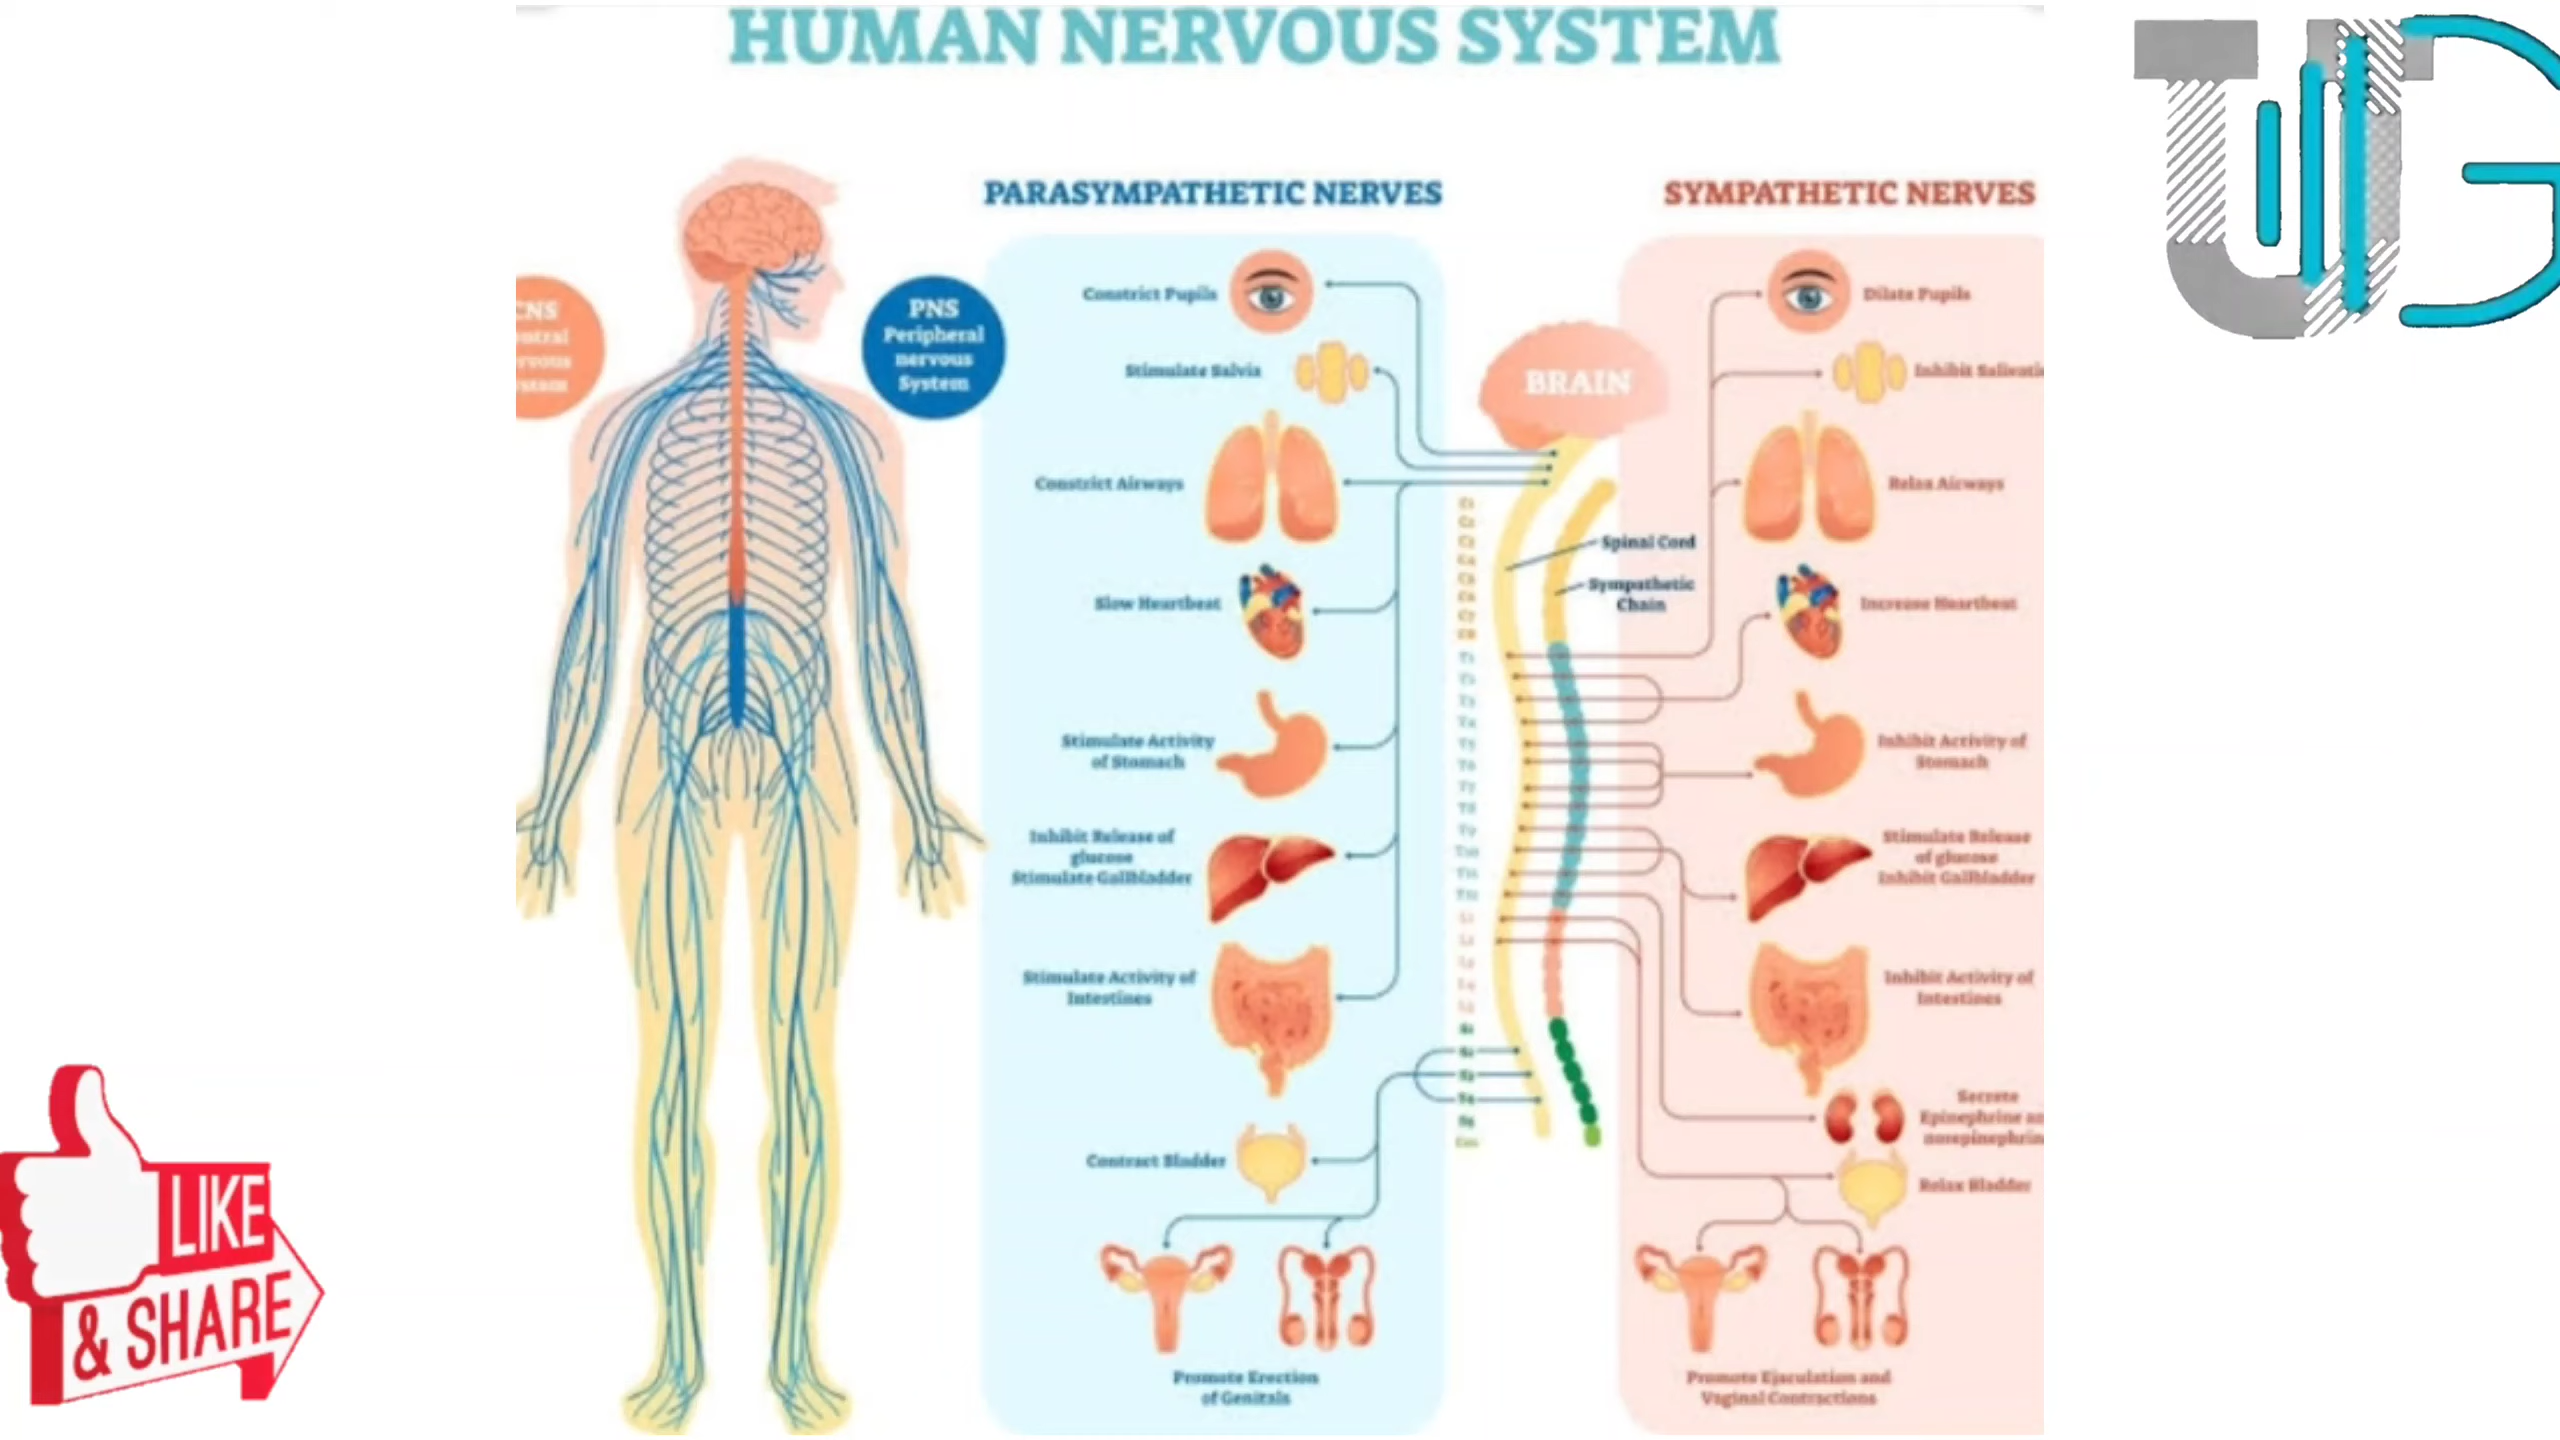 HUMAN NERVOUS SYSTEM
PARASYMPATHETIC NERVES
SYMPATHETIC NERVES
CNS
PNS
Peripheral
nervous
System
Constrict Pupils
Stimulate Salvia
Constrict Airways
Slow Heartbeat
Stimulate Activity
of Stomach
Inhibit Release of
glucose
Stimulate Gallbladder
Stimulate Activity of
Intestines
Contract Bladder
Promote Erection
of Genitals
BRAIN
Spinal Cord
Sympathetic
Chain
Dilate Pupils
Inhibit
Relax Airways
Increase Heartbeat
Inhibit Activity of
Stomach
Stimulate Release
of glucose
Inhibit Gallbladder
Inhibit Activity of
Intestines
Secrete
Epinephrine
Relax Bladder
Promote Ejaculation and
Vaginal Contractions
LIKE
& SHARE